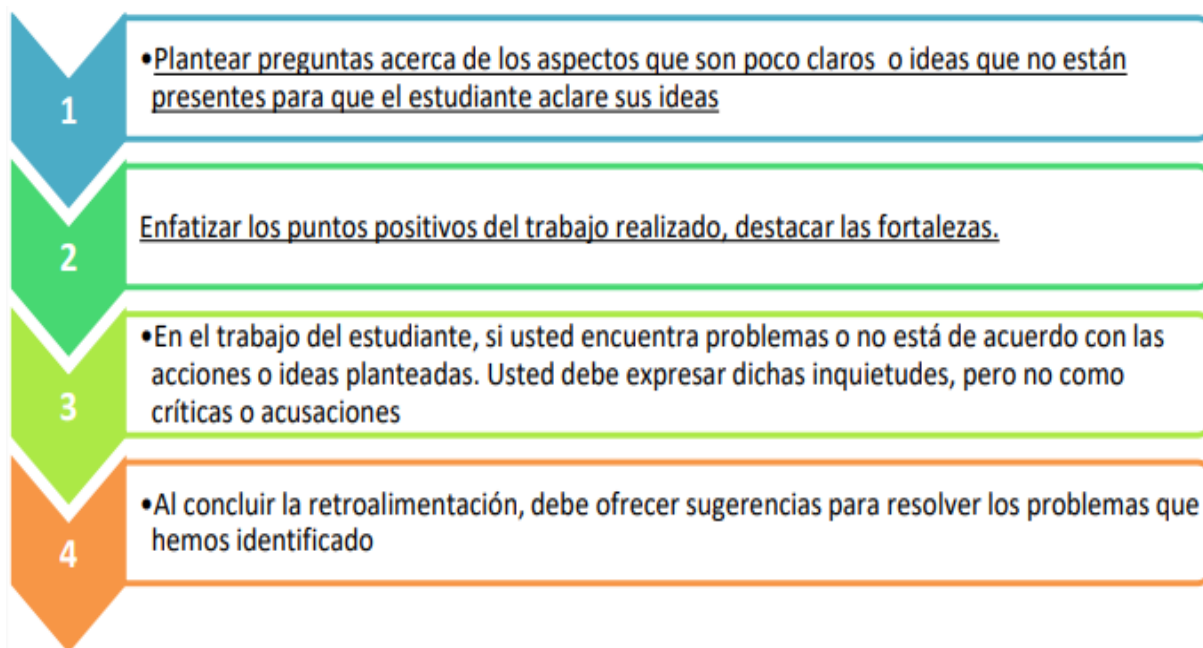 1
•Plantear preguntas acerca de los aspectos que son poco claros o ideas que no están
presentes para que el estudiante aclare sus ideas
2
Enfatizar los puntos positivos del trabajo realizado, destacar las fortalezas.
3
•En el trabajo del estudiante, si usted encuentra problemas o no está de acuerdo con las
acciones o ideas planteadas. Usted debe expresar dichas inquietudes, pero no como
críticas o acusaciones
4
•Al concluir la retroalimentación, debe ofrecer sugerencias para resolver los problemas que
hemos identificado